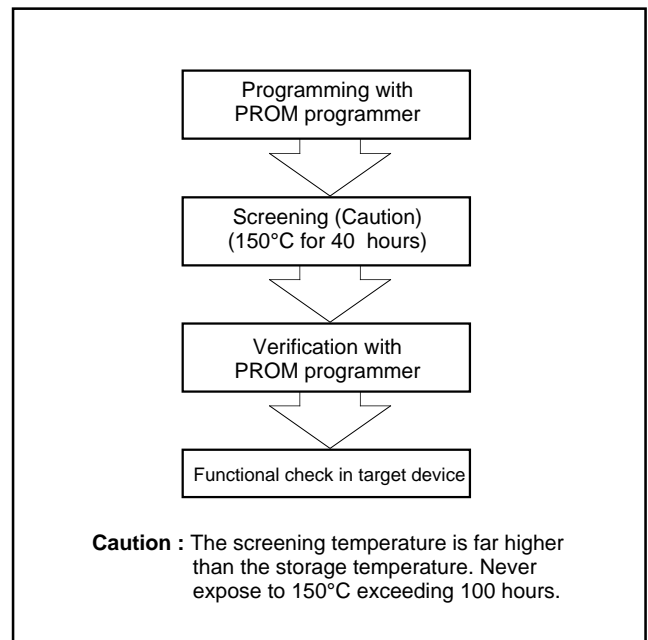 Programming with
PROM programmer
Screening (Caution)
(150°C for 40 hours)
Verification with
PROM programmer
Functional check in target device
Caution : The screening temperature is far higher
than the storage temperature. Never
expose to 150°C exceeding 100 hours.